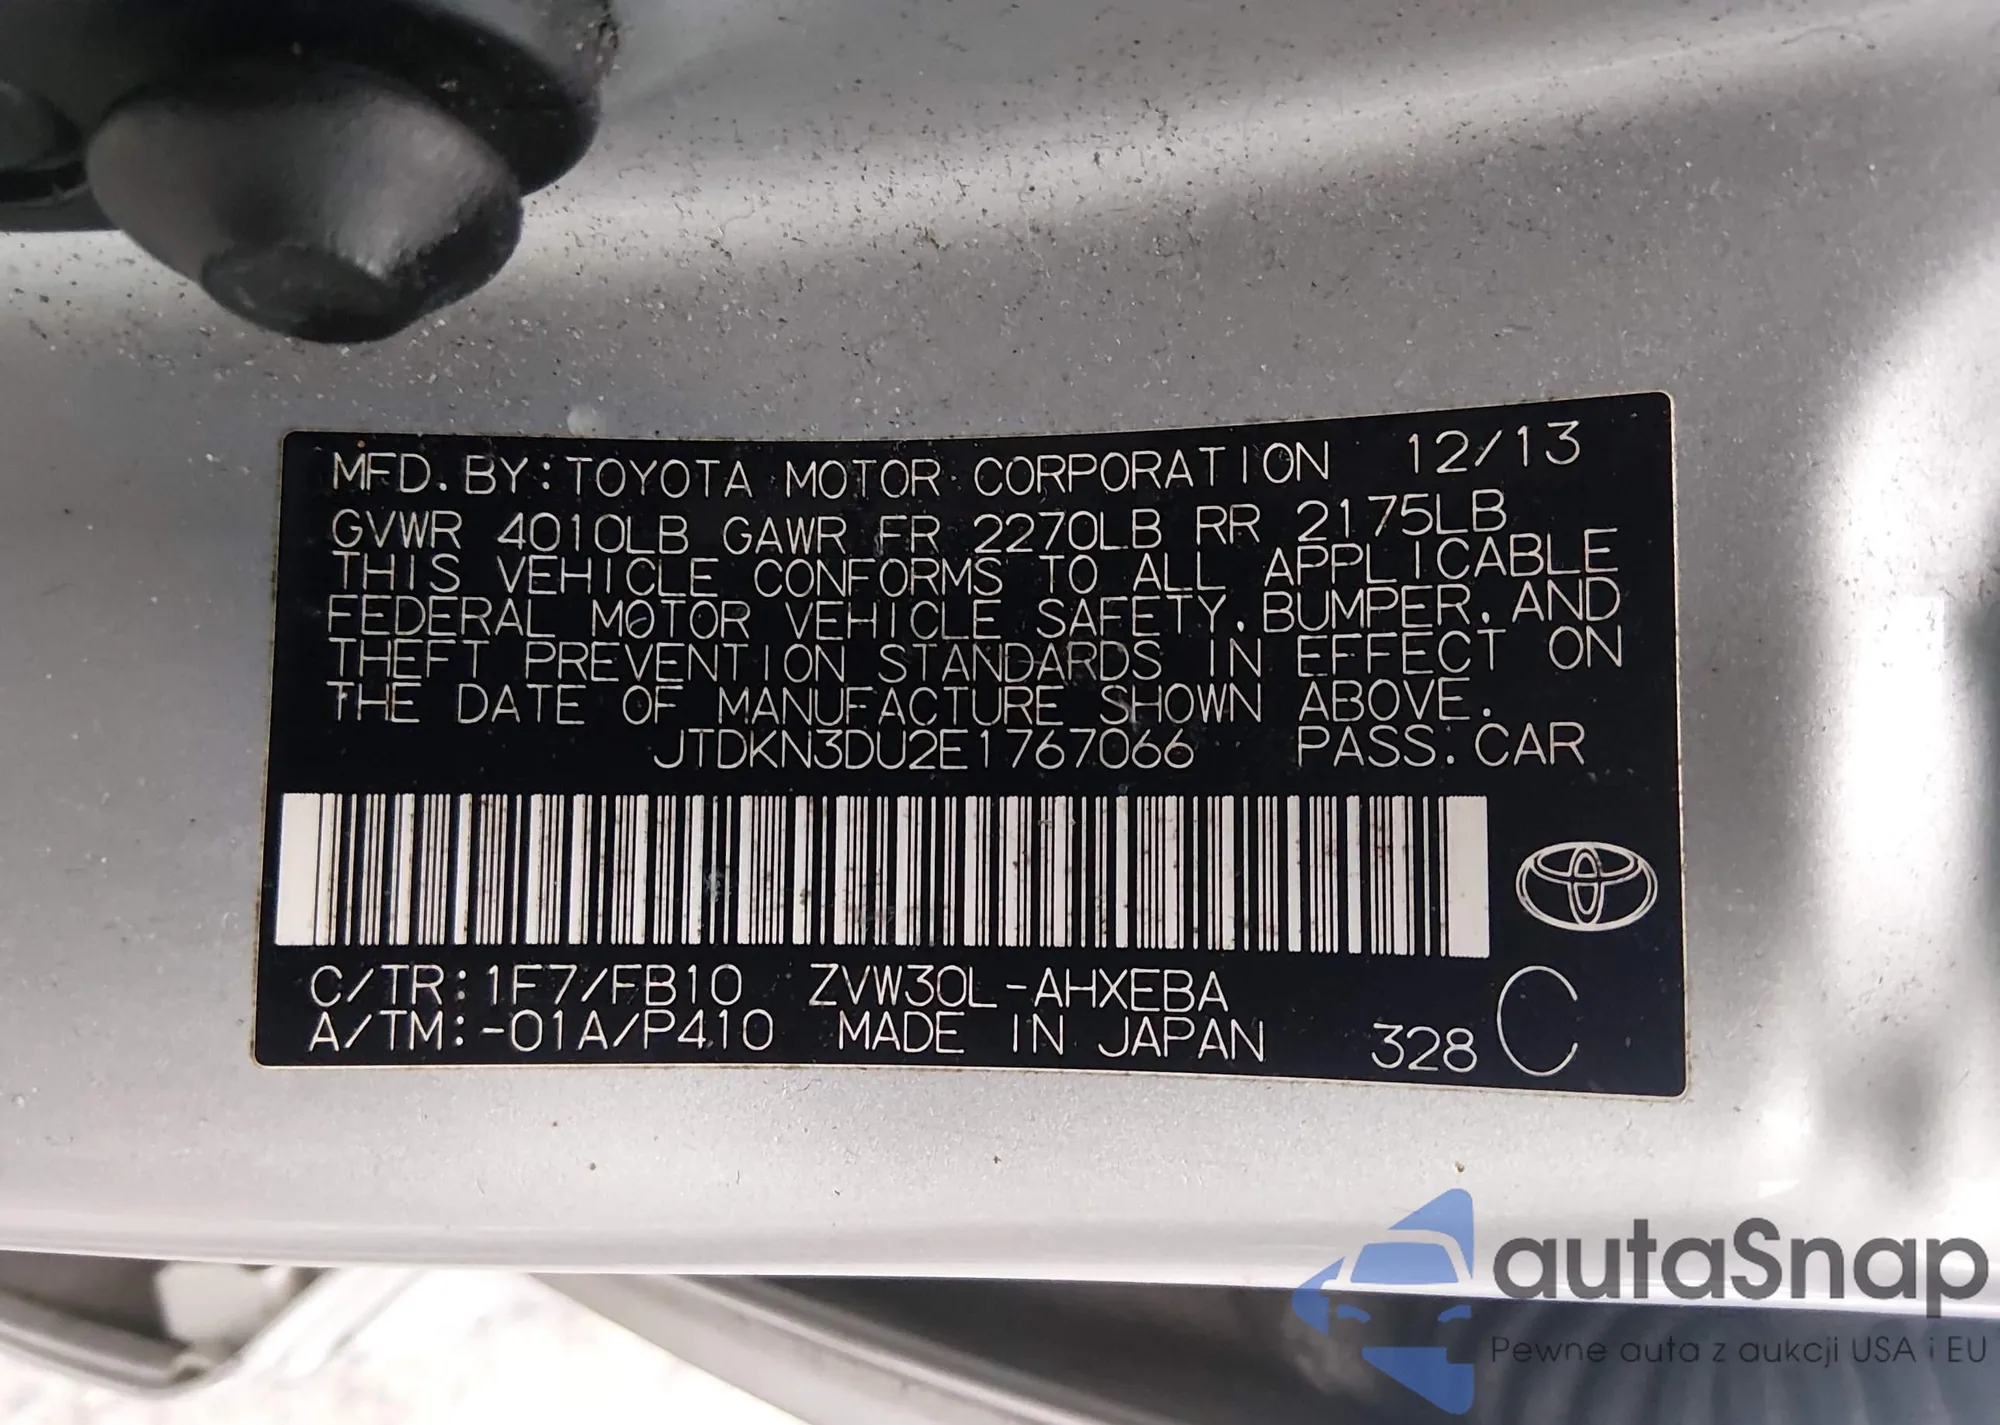 MFD. BY: TOYOTA MOTOR CORPORATION 12/13
GVWR 4010LB GAWR FR 2270LB RR 2175LB
THIS VEHICLE CONFORMS TO ALL APPLICABLE
FEDERAL MOTOR VEHICLE SAFETY, BUMPER, AND
THEFT PREVENTION STANDARDS IN EFFECT ON
THE DATE OF MANUFACTURE SHOWN ABOVE.
JTDKN3DU2E1767066 PASS. CAR
C/TR: 1F7/FB10 ZVW30L-AHXEBA
A/TM: -01A/P410 MADE IN JAPAN 328 C
autaSnap
Pewne auta z aukcji USA i EU